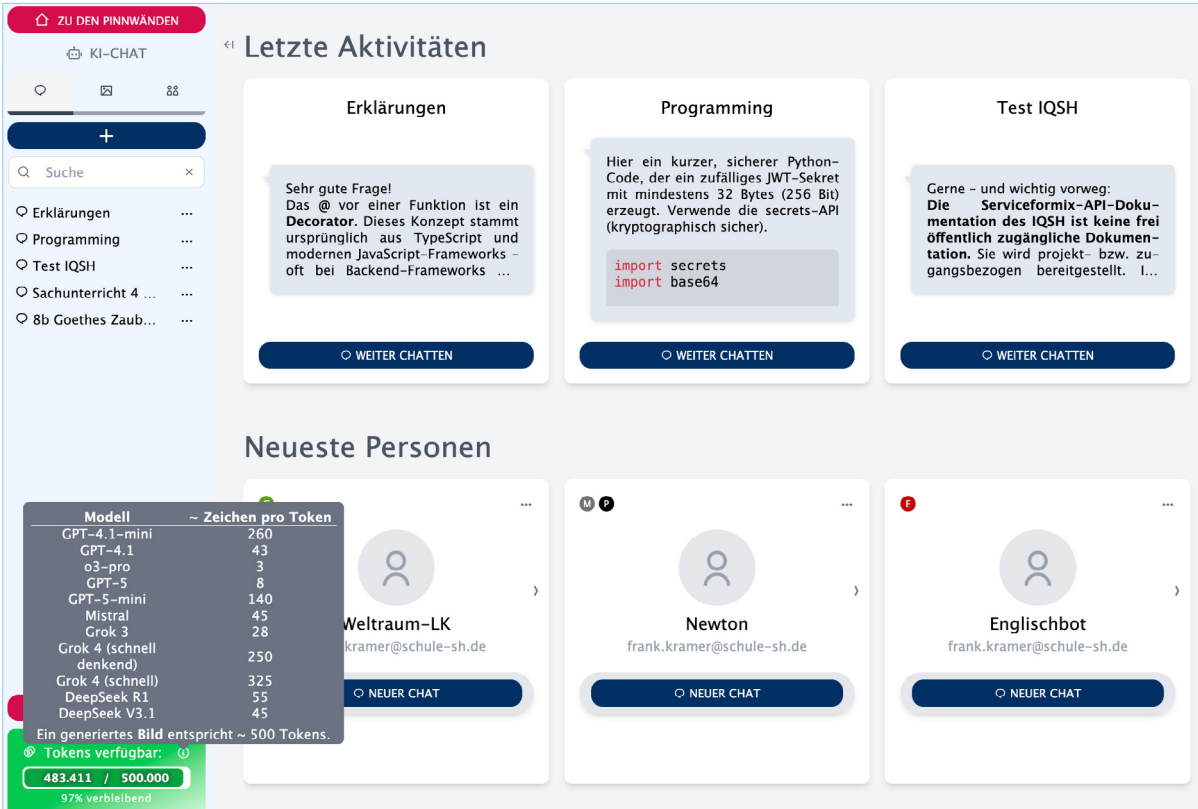 ZU DEN PINNWÄNDEN
KI-CHAT
+
Suche ×
Erklärungen ...
Programming ...
Test IQSH ...
Sachunterricht 4 ... ...
8b Goethes Zaub... ...
Letzte Aktivitäten
Erklärungen
Sehr gute Frage!
Das @ vor einer Funktion ist ein
Decorator. Dieses Konzept stammt
ursprünglich aus TypeScript und
modernen JavaScript-Frameworks –
oft bei Backend-Frameworks ...
WEITER CHATTEN
Programming
Hier ein kurzer, sicherer Python-
Code, der ein zufälliges JWT-Sekret
mit mindestens 32 Bytes (256 Bit)
erzeugt. Verwende die secrets-API
(kryptographisch sicher).
import secrets
import base64
WEITER CHATTEN
Test IQSH
Gerne – und wichtig vorweg:
Die Serviceformix-API-Doku-
mentation des IQSH ist keine frei
öffentlich zugängliche Dokumen-
tation. Sie wird projekt- bzw. zu-
gangsbezogen bereitgestellt. I...
WEITER CHATTEN
Neueste Personen
...
Weltraum-LK
kramer@schule-sh.de
NEUER CHAT
M P ...
Newton
frank.kramer@schule-sh.de
NEUER CHAT
E ...
Englischbot
frank.kramer@schule-sh.de
NEUER CHAT
Modell ~ Zeichen pro Token
GPT-4.1-mini 260
GPT-4.1 43
o3-pro 3
GPT-5 8
GPT-5-mini 140
Mistral 45
Grok 3 28
Grok 4 (schnell
denkend) 250
Grok 4 (schnell) 325
DeepSeek R1 55
DeepSeek V3.1 45
Ein generiertes Bild entspricht ~ 500 Tokens.
Tokens verfügbar:
483.411 / 500.000
97% verbleibend